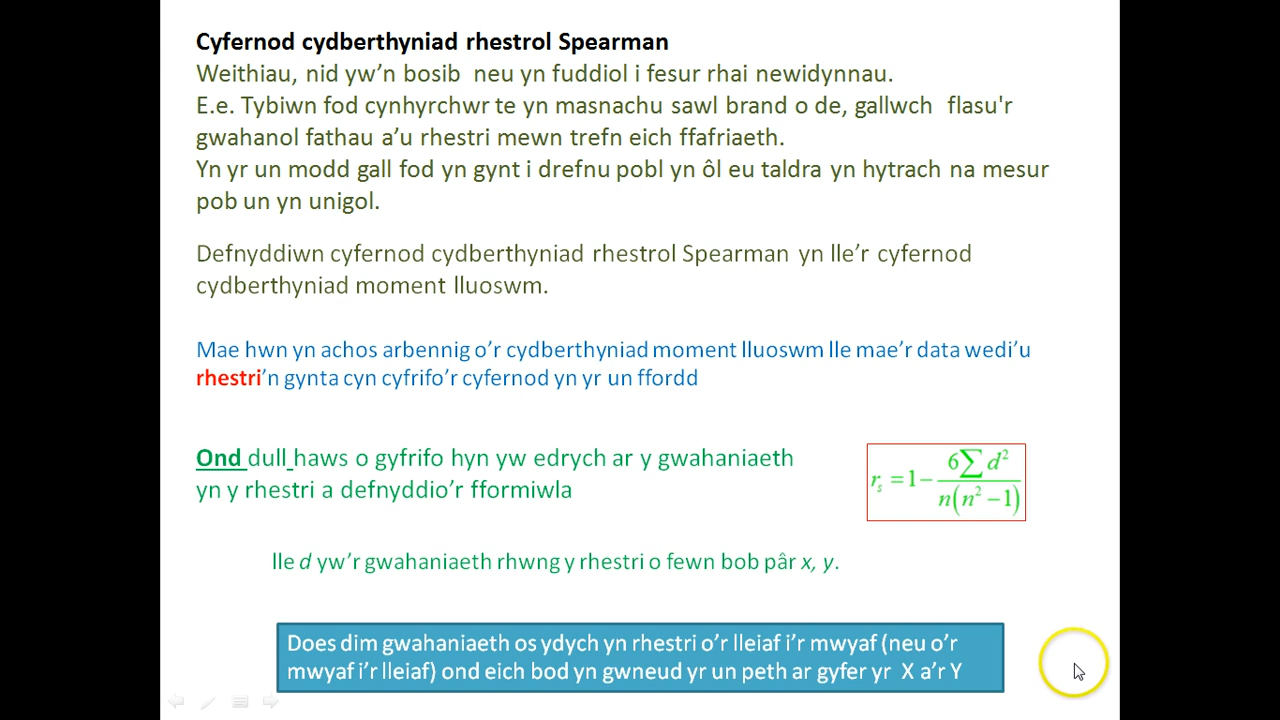 Cyfernod cydberthyniad rhestrol Spearman
Weithiau, nid yw’n bosib neu yn fuddiol i fesur rhai newidynnau.
E.e. Tybiwn fod cynhyrchwr te yn masnachu sawl brand o de, gallwch flasu'r
gwahanol fathau a’u rhestri mewn trefn eich ffafriaeth.
Yn yr un modd gall fod yn gynt i drefnu pobl yn ôl eu taldra yn hytrach na mesur
pob un yn unigol.
Defnyddiwn cyfernod cydberthyniad rhestrol Spearman yn lle’r cyfernod
cydberthyniad moment lluoswm.
Mae hwn yn achos arbennig o’r cydberthyniad moment lluoswm lle mae’r data wedi’u
rhestri’n gynta cyn cyfrifo’r cyfernod yn yr un ffordd
Ond dull haws o gyfrifo hyn yw edrych ar y gwahaniaeth
yn y rhestri a defnyddio’r fformiwla
r_s = 1 − 6∑d² / n(n² − 1)
lle d yw’r gwahaniaeth rhwng y rhestri o fewn bob pâr x, y.
Does dim gwahaniaeth os ydych yn rhestri o’r lleiaf i’r mwyaf (neu o’r
mwyaf i’r lleiaf) ond eich bod yn gwneud yr un peth ar gyfer yr X a’r Y